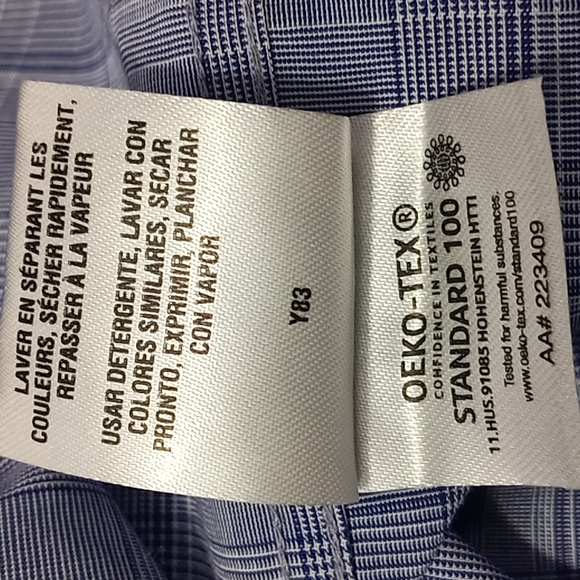 LAVER EN SÉPARANT LES
COULEURS, SÉCHER RAPIDEMENT,
REPASSER À LA VAPEUR
USAR DETERGENTE, LAVAR CON
COLORES SIMILARES, SECAR
PRONTO, EXPRIMIR, PLANCHAR
CON VAPOR
Y83
OEKO-TEX®
CONFIDENCE IN TEXTILES
STANDARD 100
11.HUS.91085 HOHENSTEIN HTTI
Tested for harmful substances.
www.oeko-tex.com/standard100
AA# 223409